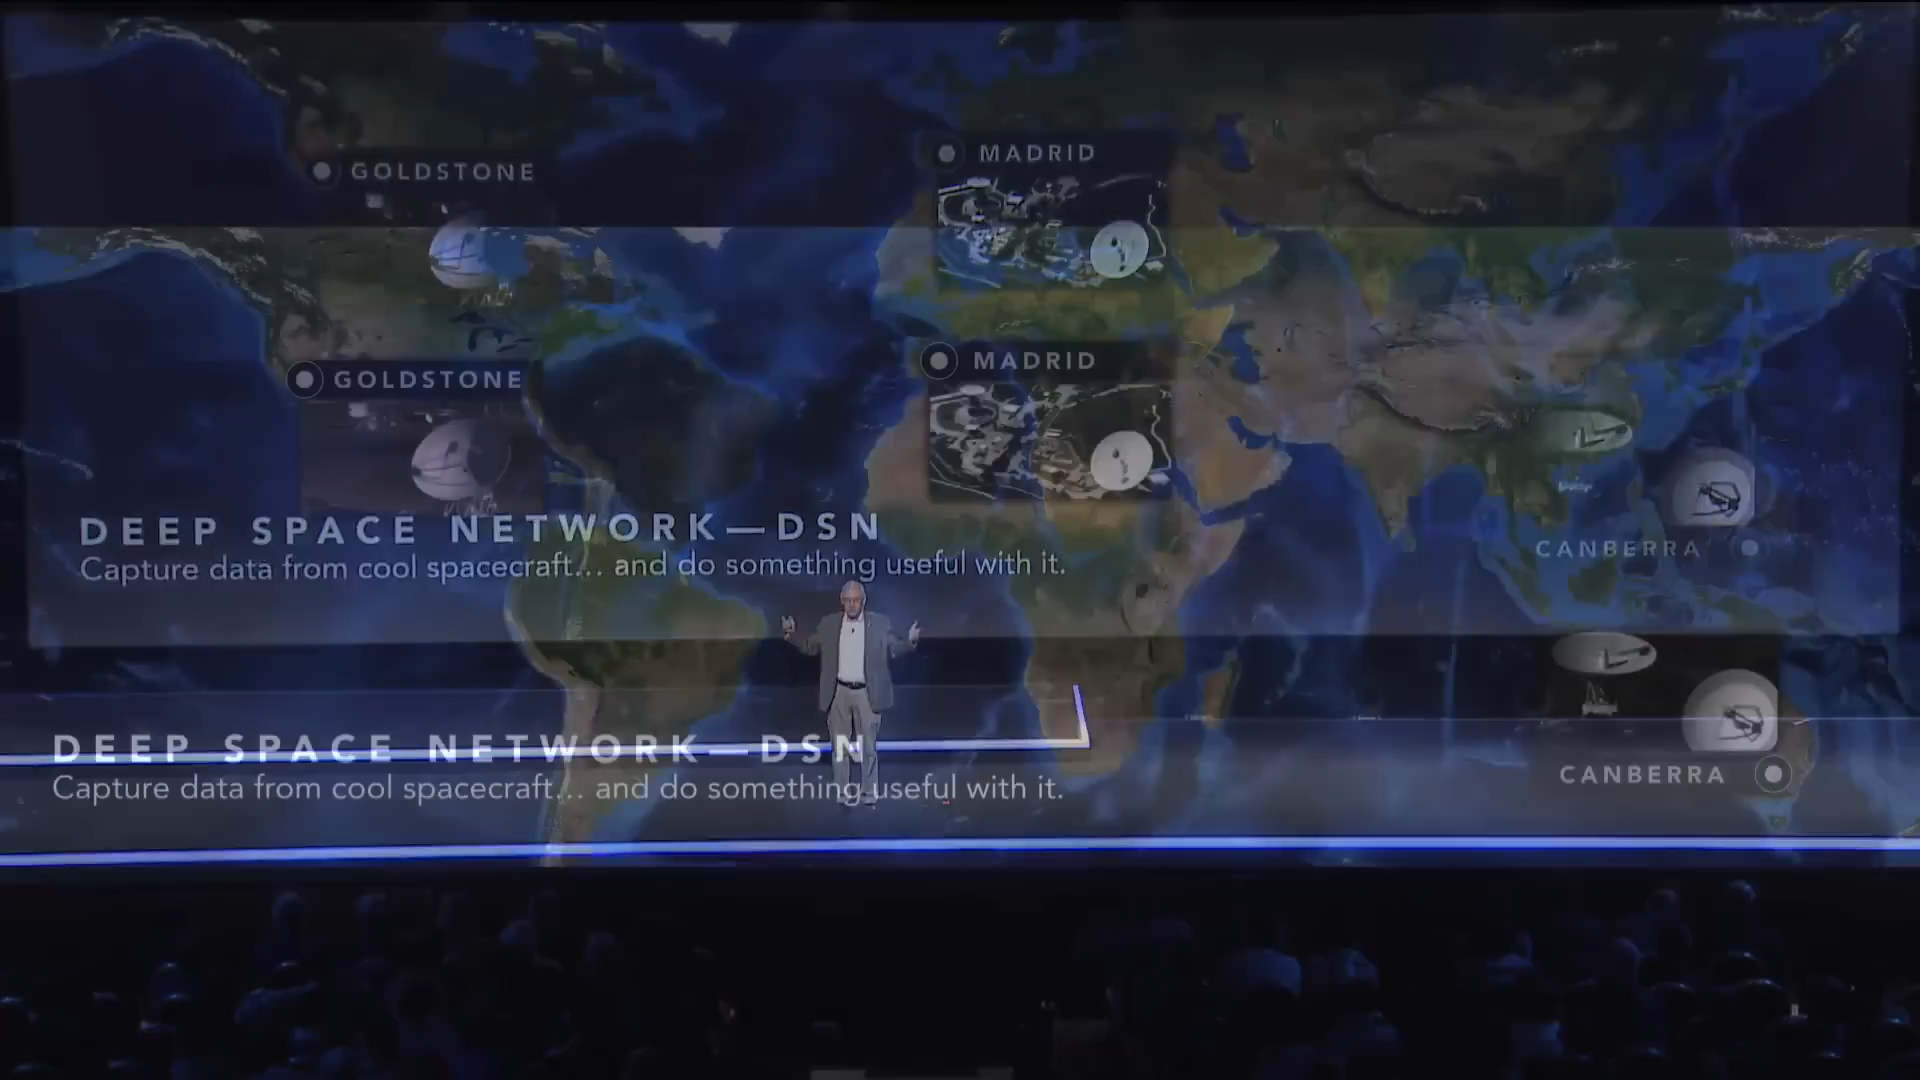 GOLDSTONE
MADRID
GOLDSTONE
MADRID
DEEP SPACE NETWORK—DSN
Capture data from cool spacecraft... and do something useful with it.
CANBERRA
DEEP SPACE NETWORK—DSN
Capture data from cool spacecraft... and do something useful with it.
CANBERRA